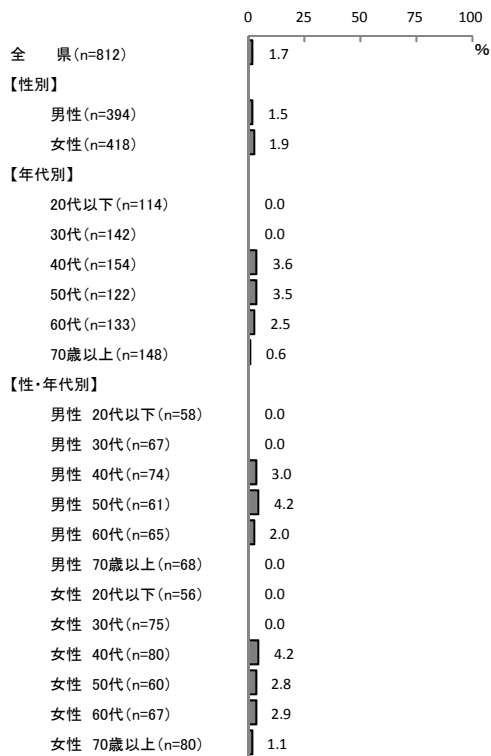 0 25 50 75 100
%
全　県(n=812) 1.7
【性別】
男性(n=394) 1.5
女性(n=418) 1.9
【年代別】
20代以下(n=114) 0.0
30代(n=142) 0.0
40代(n=154) 3.6
50代(n=122) 3.5
60代(n=133) 2.5
70歳以上(n=148) 0.6
【性・年代別】
男性 20代以下(n=58) 0.0
男性 30代(n=67) 0.0
男性 40代(n=74) 3.0
男性 50代(n=61) 4.2
男性 60代(n=65) 2.0
男性 70歳以上(n=68) 0.0
女性 20代以下(n=56) 0.0
女性 30代(n=75) 0.0
女性 40代(n=80) 4.2
女性 50代(n=60) 2.8
女性 60代(n=67) 2.9
女性 70歳以上(n=80) 1.1